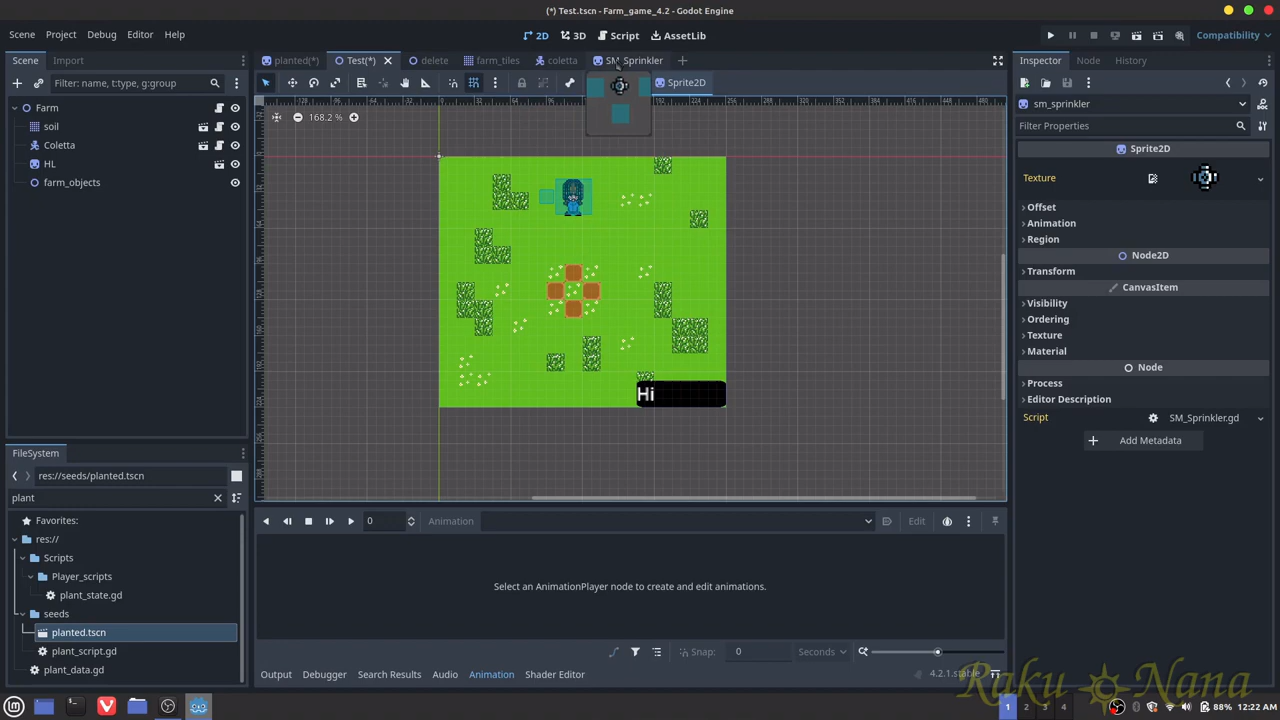 (*) Test.tscn - Farm_game_4.2 - Godot Engine
Scene Project Debug Editor Help
2D 3D Script AssetLib
Compatibility
Scene Import
planted(*) Test(*) delete farm_tiles coletta SM_Sprinkler
Inspector Node History
Filter: name, t:type, g:group
Sprite2D
sm_sprinkler
168.2 %
Filter Properties
Farm
soil
Coletta
HL
farm_objects
Sprite2D
Texture
Offset
Animation
Region
Node2D
Transform
CanvasItem
Visibility
Ordering
Texture
Material
Node
Process
Editor Description
Script SM_Sprinkler.gd
Add Metadata
Hi
FileSystem
res://seeds/planted.tscn
plant
Favorites:
res://
Scripts
Player_scripts
plant_state.gd
seeds
planted.tscn
plant_script.gd
plant_data.gd
0 Animation Edit
Select an AnimationPlayer node to create and edit animations.
Snap: 0 Seconds
Output Debugger Search Results Audio Animation Shader Editor
4.2.1.stable
Raku Nana
1 2 3 4
88% 12:22 AM